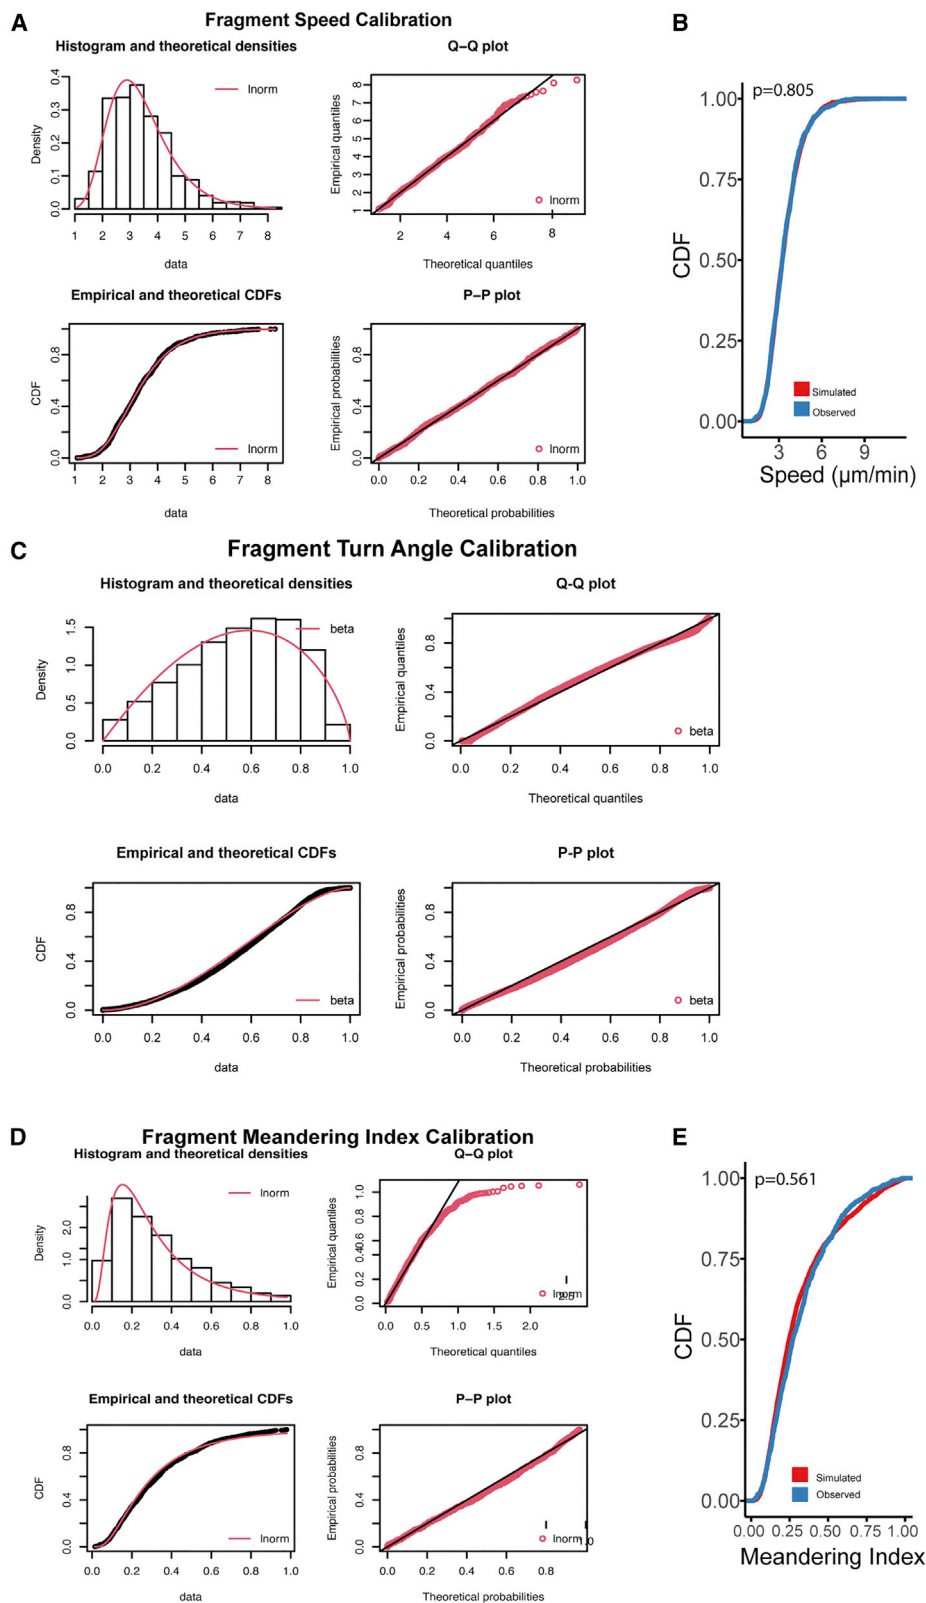 A
Fragment Speed Calibration
Histogram and theoretical densities
Density
0.0 0.1 0.2 0.3 0.4
lnorm
1 2 3 4 5 6 7 8
data
Q–Q plot
Empirical quantiles
1 2 3 4 5 6 7 8
lnorm
2 4 6 8
Theoretical quantiles
Empirical and theoretical CDFs
CDF
0.0 0.4 0.8
lnorm
1 2 3 4 5 6 7 8
data
P–P plot
Empirical probabilities
0.0 0.4 0.8
lnorm
0.0 0.2 0.4 0.6 0.8 1.0
Theoretical probabilities
B
p=0.805
CDF
1.00
0.75
0.50
0.25
0.00
Simulated
Observed
3 6 9
Speed (µm/min)
C
Fragment Turn Angle Calibration
Histogram and theoretical densities
Density
0.0 0.5 1.0 1.5
beta
0.0 0.2 0.4 0.6 0.8 1.0
data
Q-Q plot
Empirical quantiles
0.0 0.4 0.8
beta
0.0 0.2 0.4 0.6 0.8 1.0
Theoretical quantiles
Empirical and theoretical CDFs
CDF
0.0 0.4 0.8
beta
0.0 0.2 0.4 0.6 0.8 1.0
data
P-P plot
Empirical probabilities
0.0 0.4 0.8
beta
0.0 0.2 0.4 0.6 0.8 1.0
Theoretical probabilities
D
Fragment Meandering Index Calibration
Histogram and theoretical densities
Density
0.0 1.0 2.0
lnorm
0.0 0.2 0.4 0.6 0.8 1.0
data
Q–Q plot
Empirical quantiles
0.0 0.2 0.4 0.6 0.8 1.0
lnorm
2.5
0.0 0.5 1.0 1.5 2.0
Theoretical quantiles
Empirical and theoretical CDFs
CDF
0.0 0.4 0.8
lnorm
0.0 0.2 0.4 0.6 0.8 1.0
data
P–P plot
Empirical probabilities
0.0 0.4 0.8
lnorm
1.0
0.0 0.2 0.4 0.6 0.8
Theoretical probabilities
E
p=0.561
CDF
1.00
0.75
0.50
0.25
0.00
Simulated
Observed
0.00 0.25 0.50 0.75 1.00
Meandering Index